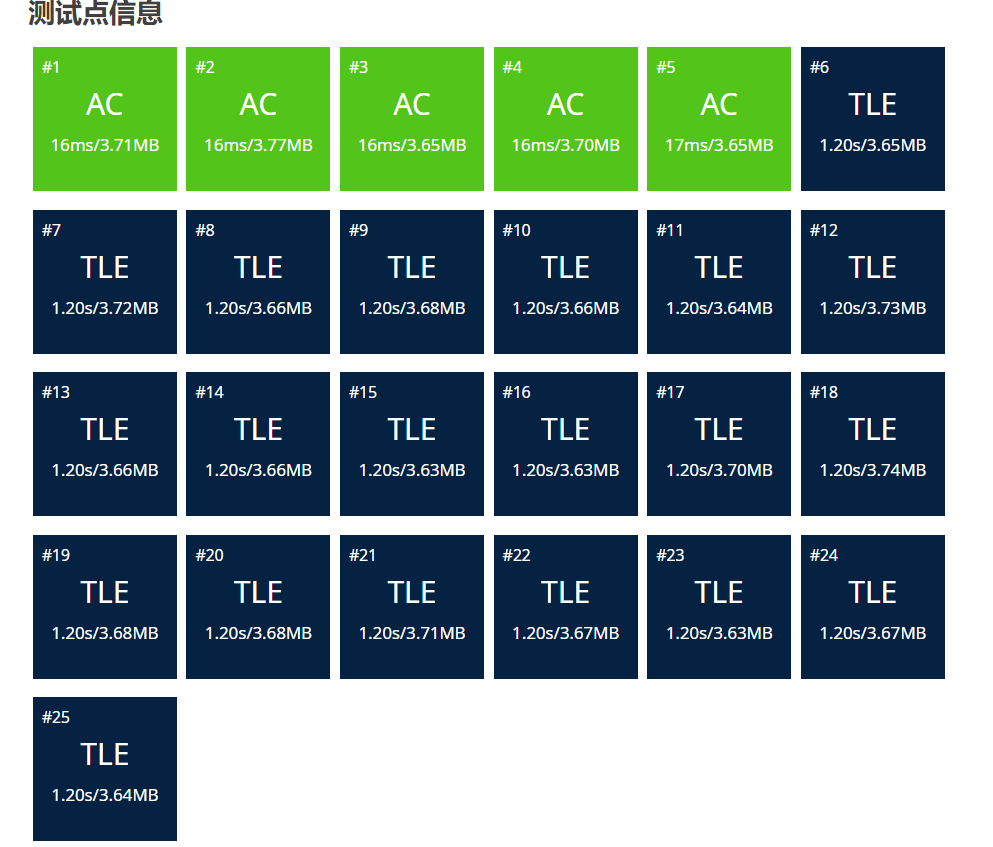 测试点信息
#1 #2 #3 #4 #5 #6
AC AC AC AC AC TLE
16ms/3.71MB 16ms/3.77MB 16ms/3.65MB 16ms/3.70MB 17ms/3.65MB 1.20s/3.65MB
#7 #8 #9 #10 #11 #12
TLE TLE TLE TLE TLE TLE
1.20s/3.72MB 1.20s/3.66MB 1.20s/3.68MB 1.20s/3.66MB 1.20s/3.64MB 1.20s/3.73MB
#13 #14 #15 #16 #17 #18
TLE TLE TLE TLE TLE TLE
1.20s/3.66MB 1.20s/3.66MB 1.20s/3.63MB 1.20s/3.63MB 1.20s/3.70MB 1.20s/3.74MB
#19 #20 #21 #22 #23 #24
TLE TLE TLE TLE TLE TLE
1.20s/3.68MB 1.20s/3.68MB 1.20s/3.71MB 1.20s/3.67MB 1.20s/3.63MB 1.20s/3.67MB
#25
TLE
1.20s/3.64MB